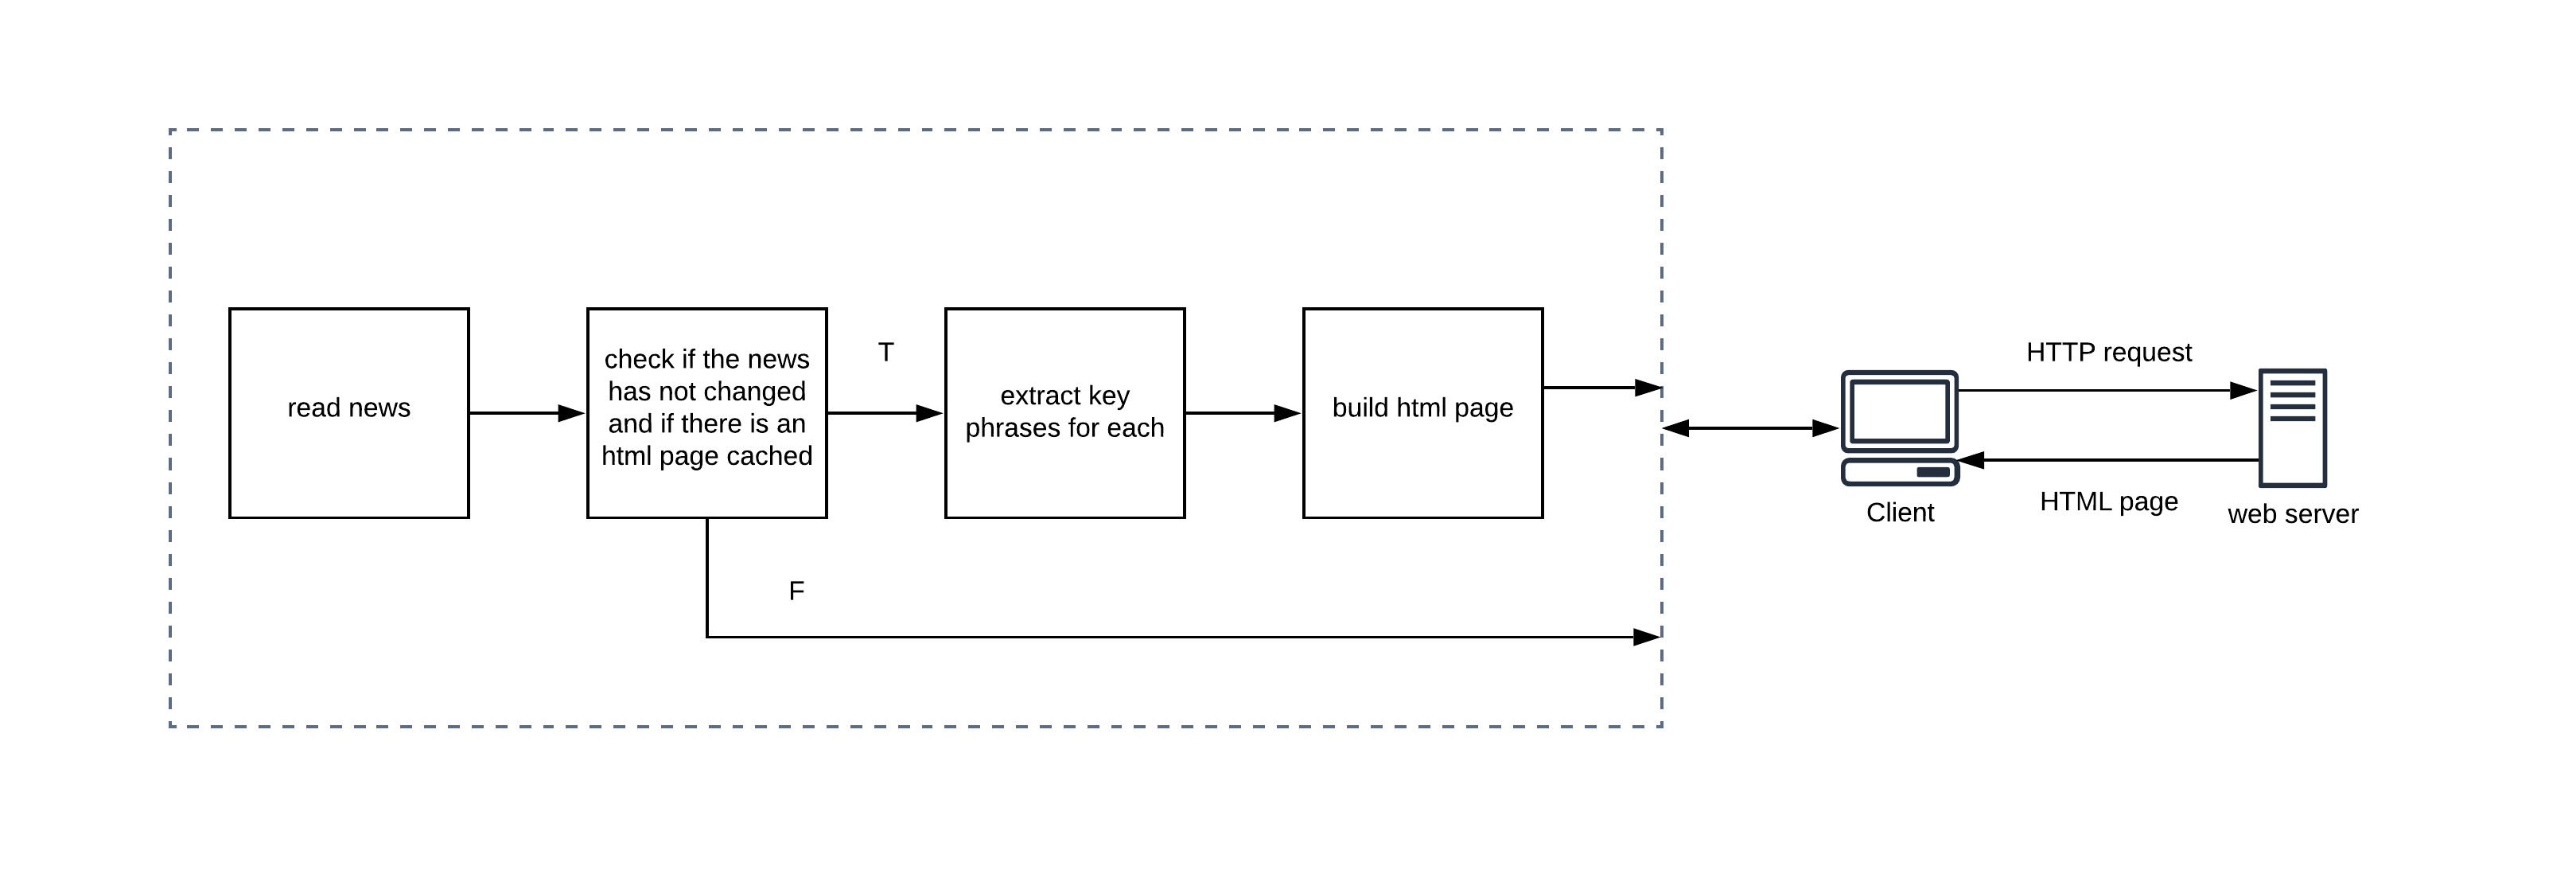 read news
check if the news
has not changed
and if there is an
html page cached
T
extract key
phrases for each
build html page
F
HTTP request
HTML page
Client
web server